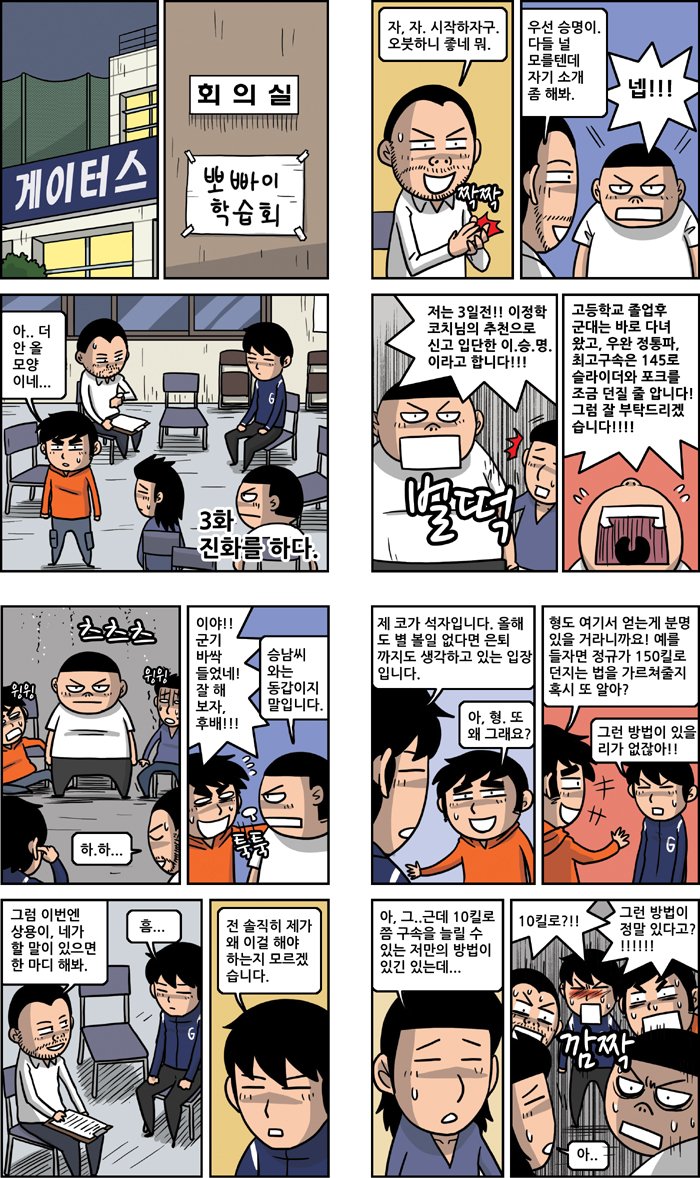 게이터스
회 의 실
뽀빠이
학습회
아.. 더
안 올
모양
이네...
3화
진화를 하다.
자, 자. 시작하자구.
오붓하니 좋네 뭐.
짝짝
우선 승명이.
다들 널
모를텐데
자기 소개
좀 해봐.
넵!!!
저는 3일전!! 이정학
코치님의 추천으로
신고 입단한 이.승.명.
이라고 합니다!!!
벌떡
고등학교 졸업후
군대는 바로 다녀
왔고, 우완 정통파,
최고구속은 145로
슬라이더와 포크를
조금 던질 줄 압니다!
그럼 잘 부탁드리겠
습니다!!!!
츠츠츠
윙윙
윙윙
하.하...
이야!!
군기
바싹
들었네!
잘 해
보자,
후배!!!
승남씨
와는
동갑이지
말입니다.
툭툭
그럼 이번엔
상용이, 네가
할 말이 있으면
한 마디 해봐.
흠...
전 솔직히 제가
왜 이걸 해야
하는지 모르겠
습니다.
제 코가 석자입니다. 올해
도 별 볼일 없다면 은퇴
까지도 생각하고 있는 입장
입니다.
아, 형. 또
왜 그래요?
형도 여기서 얻는게 분명
있을 거라니까요! 예를
들자면 정규가 150킬로
던지는 법을 가르쳐줄지
혹시 또 알아?
그런 방법이 있을
리가 없잖아!!
아, 그..근데 10킬로
쯤 구속을 늘릴 수
있는 저만의 방법이
있긴 있는데...
10킬로?!!
그런 방법이
정말 있다고?
!!!!!!
깜짝
아..